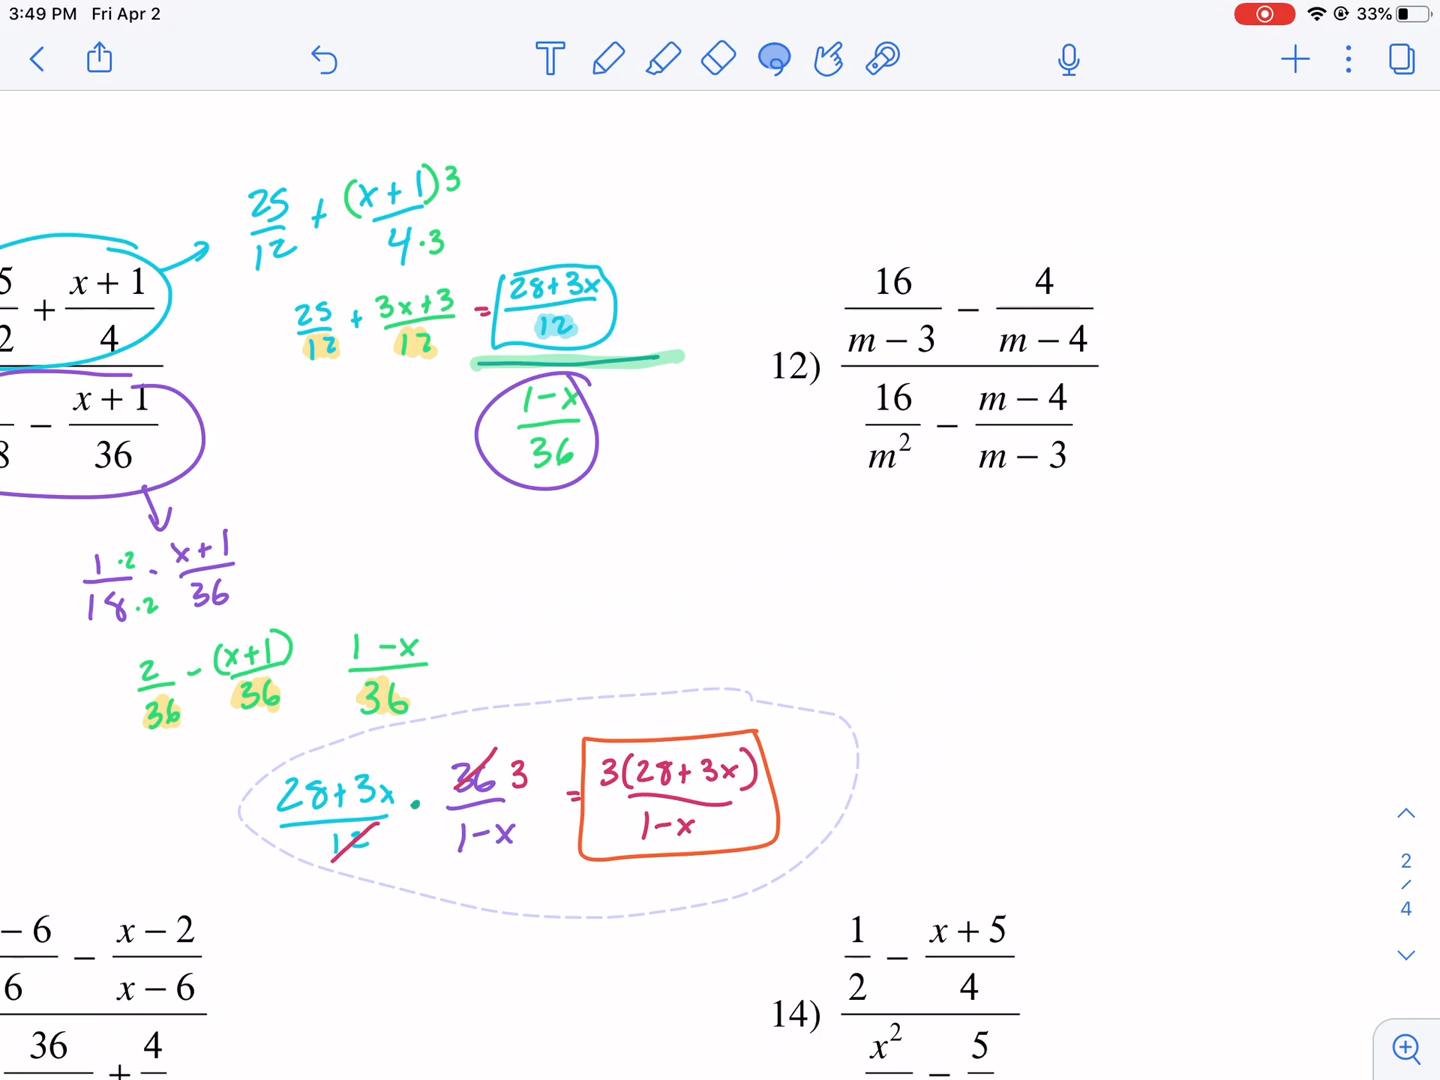 3:49 PM Fri Apr 2 33%
25/12 + (x+1)3/4·3
5/2 + x + 1/4
25/12 + 3x+3/12 = 28+3x/12
12) 16/m − 3 − 4/m − 4
8 − x + 1/36
1−x/36
16/m² − m − 4/m − 3
1·2/18·2 - x+1/36
2/36 - (x+1)/36 1-x/36
28+3x/12 · 36 3/1-x = 3(28+3x)/1-x
2
/
4
− 6/6 − x − 2/x − 6
14) 1/2 − x + 5/4
36 + 4
x² − 5